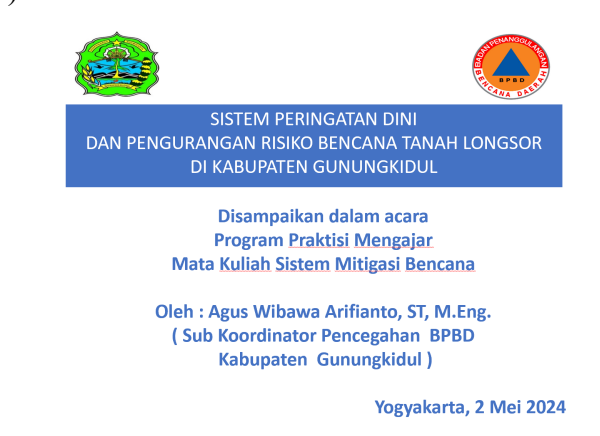 )
BADAN PENANGGULANGAN
BPBD
BENCANA DAERAH
SISTEM PERINGATAN DINI
DAN PENGURANGAN RISIKO BENCANA TANAH LONGSOR
DI KABUPATEN GUNUNGKIDUL
Disampaikan dalam acara
Program Praktisi Mengajar
Mata Kuliah Sistem Mitigasi Bencana
Oleh : Agus Wibawa Arifianto, ST, M.Eng.
( Sub Koordinator Pencegahan BPBD
Kabupaten Gunungkidul )
Yogyakarta, 2 Mei 2024